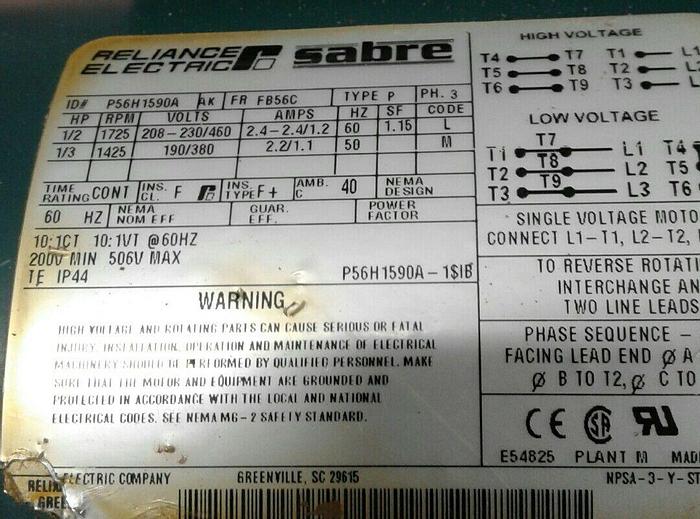 RELIANCE ELECTRIC sabre
ID# P56H1590A AK FR FB56C TYPE P PH. 3
HP RPM VOLTS AMPS HZ SF CODE
1/2 1725 208-230/460 2.4-2.4/1.2 60 1.15 L
1/3 1425 190/380 2.2/1.1 50 M
TIME RATING CONT INS. CL. F INS. TYPE F+ AMB. C 40 NEMA DESIGN
60 HZ NEMA NOM EFF GUAR. EFF. POWER FACTOR
10:1CT 10:1VT @60HZ
200V MIN 506V MAX
TE IP44 P56H1590A-1$IB
WARNING
HIGH VOLTAGE AND ROTATING PARTS CAN CAUSE SERIOUS OR FATAL
INJURY. INSTALLATION, OPERATION AND MAINTENANCE OF ELECTRICAL
MACHINERY SHOULD BE PERFORMED BY QUALIFIED PERSONNEL. MAKE
SURE THAT THE MOTOR AND EQUIPMENT ARE GROUNDED AND
PROTECTED IN ACCORDANCE WITH THE LOCAL AND NATIONAL
ELECTRICAL CODES. SEE NEMA MG-2 SAFETY STANDARD.
ELECTRIC COMPANY GREENVILLE, SC 29615
HIGH VOLTAGE
T4 T7 T1 L1
T5 T8 T2 L2
T6 T9 T3 L
LOW VOLTAGE
T7
T1 L1 T4
T8
T2 L2 T5
T9
T3 L3 T6
SINGLE VOLTAGE MOTO
CONNECT L1-T1, L2-T2, L
TO REVERSE ROTATI
INTERCHANGE AN
TWO LINE LEADS
PHASE SEQUENCE -
FACING LEAD END Ø A
Ø B TO T2, Ø C TO
CE SA RU
E54825 PLANT M MAD
NPSA-3-Y-ST